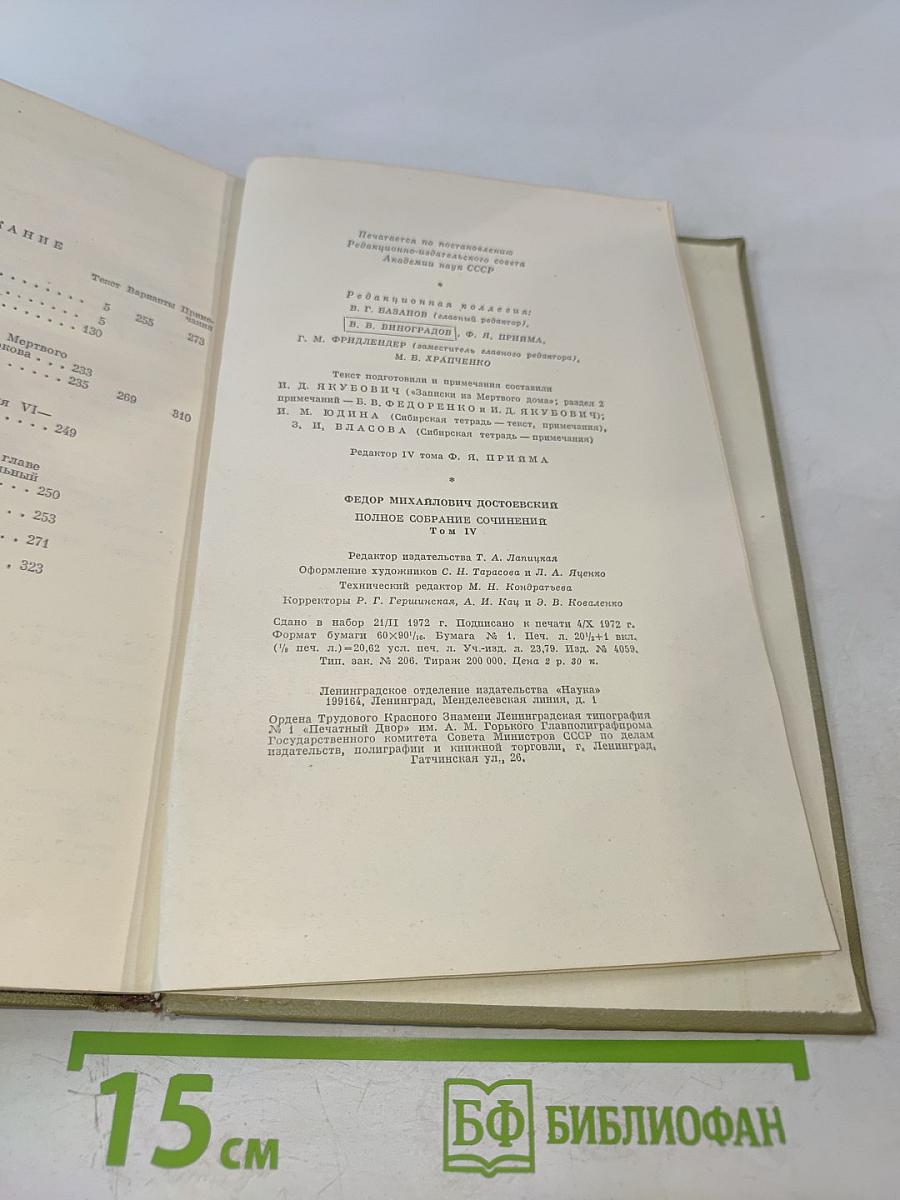 КАНИЕ
Текст Варианты Приме-
чания
5 255 273
5
130
Мертвого
кова . . 233
235
269 310
я VI—
249
главе
льный
250
253
271
323
Печатается по постановлению
Редакционно-издательского совета
Академии наук СССР
*
Редакционная коллегия:
В. Г. БАЗАНОВ (главный редактор),
В. В. ВИНОГРАДОВ, Ф. Я. ПРИЙМА,
Г. М. ФРИДЛЕНДЕР (заместитель главного редактора),
М. Б. ХРАПЧЕНКО
Текст подготовили и примечания составили
И. Д. ЯКУБОВИЧ («Записки из Мертвого дома»; раздел 2
примечаний — Б. В. ФЕДОРЕНКО и И. Д. ЯКУБОВИЧ);
И. М. ЮДИНА (Сибирская тетрадь — текст, примечания),
З. И. ВЛАСОВА (Сибирская тетрадь — примечания)
Редактор IV тома Ф. Я. ПРИЙМА
*
ФЕДОР МИХАЙЛОВИЧ ДОСТОЕВСКИЙ
ПОЛНОЕ СОБРАНИЕ СОЧИНЕНИЙ
Том IV
Редактор издательства Т. А. Лапицкая
Оформление художников С. Н. Тарасова и Л. А. Яценко
Технический редактор М. Н. Кондратьева
Корректоры Р. Г. Гершинская, А. И. Кац и Э. В. Коваленко
Сдано в набор 21/II 1972 г. Подписано к печати 4/X 1972 г.
Формат бумаги 60×90¹/₁₆. Бумага № 1. Печ. л. 20¹/₂+1 вкл.
(¹/₈ печ. л.)=20,62 усл. печ. л. Уч.-изд. л. 23,79. Изд. № 4059.
Тип. зак. № 206. Тираж 200 000. Цена 2 р. 30 к.
Ленинградское отделение издательства «Наука»
199164, Ленинград, Менделеевская линия, д. 1
Ордена Трудового Красного Знамени Ленинградская типография
№ 1 «Печатный Двор» им. А. М. Горького Главполиграфпрома
Государственного комитета Совета Министров СССР по делам
издательств, полиграфии и книжной торговли, г. Ленинград,
Гатчинская ул., 26.
15 см
БФ БИБЛИОФАН